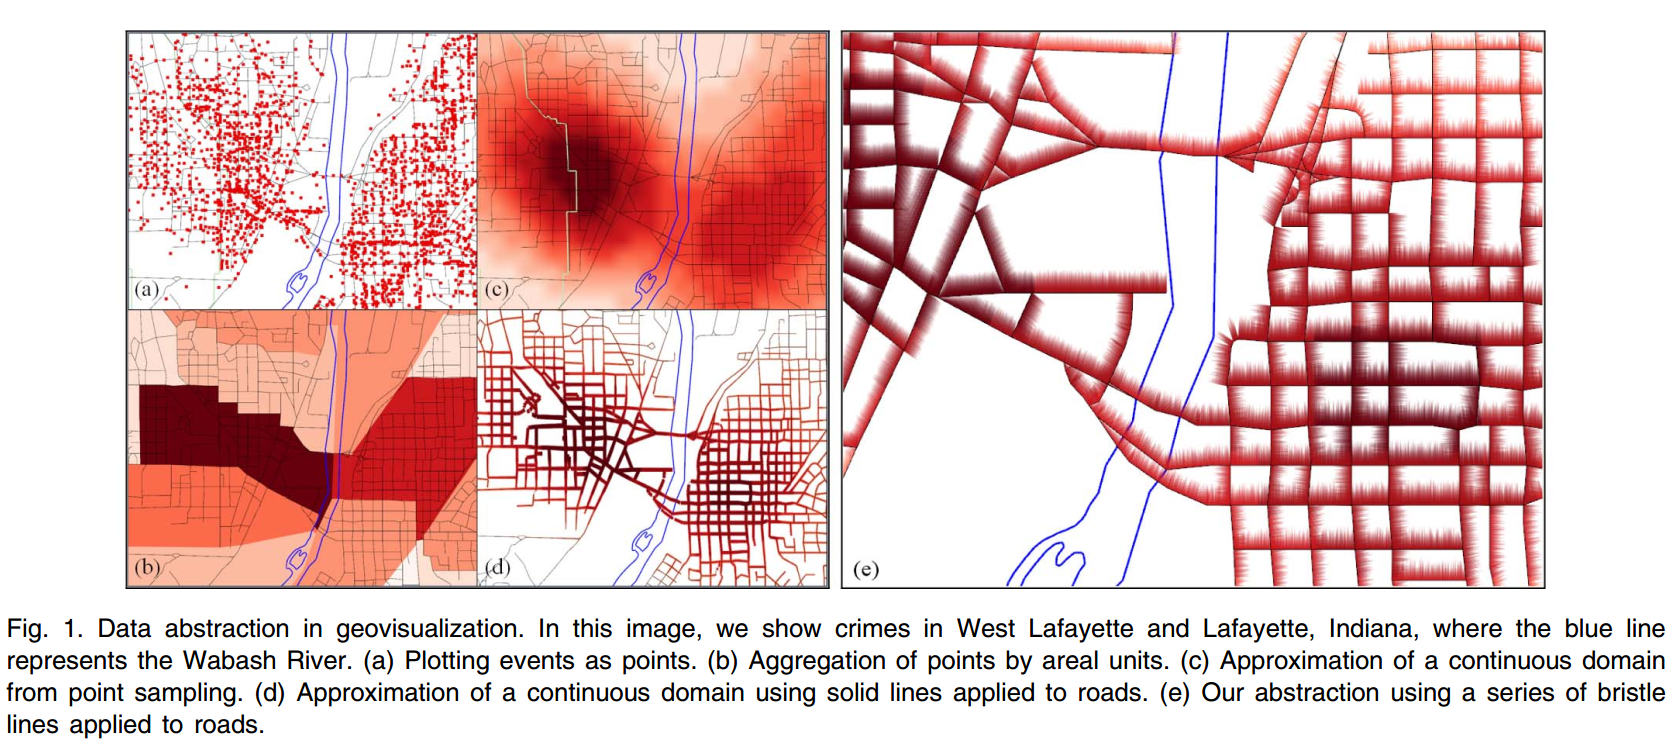 (a)
(c)
(b)
(d)
(e)
Fig. 1. Data abstraction in geovisualization. In this image, we show crimes in West Lafayette and Lafayette, Indiana, where the blue line
represents the Wabash River. (a) Plotting events as points. (b) Aggregation of points by areal units. (c) Approximation of a continuous domain
from point sampling. (d) Approximation of a continuous domain using solid lines applied to roads. (e) Our abstraction using a series of bristle
lines applied to roads.